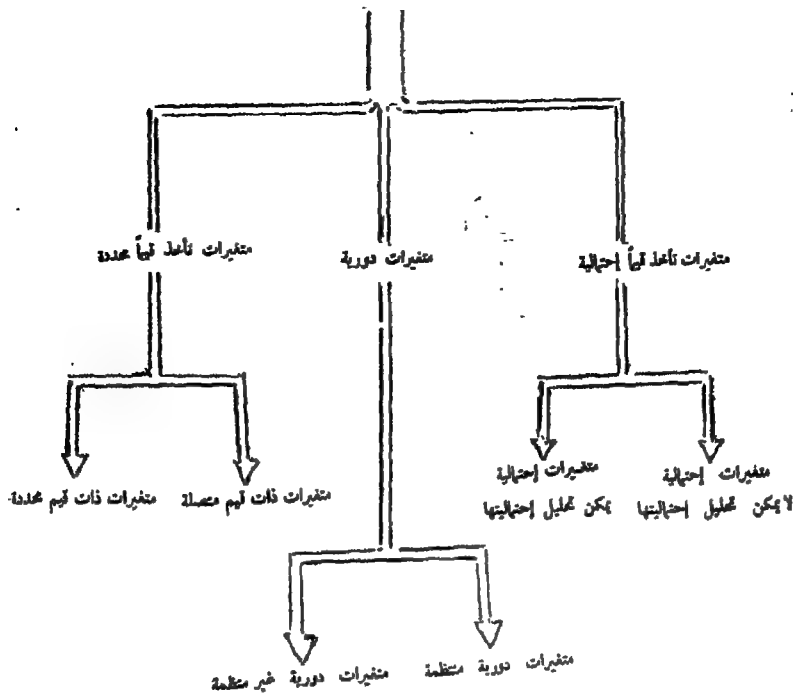 متغيرات تأخذ قيماً إحتمالية
متغيرات دورية
متغيرات تأخذ قيماً محددة
متغيرات إحتمالية
لا يمكن تحليل إحتماليتها
متغيرات إحتمالية
يمكن تحليل إحتماليتها
متغيرات ذات قيم متصلة
متغيرات ذات قيم محددة
متغيرات دورية منتظمة
متغيرات دورية غير منتظمة